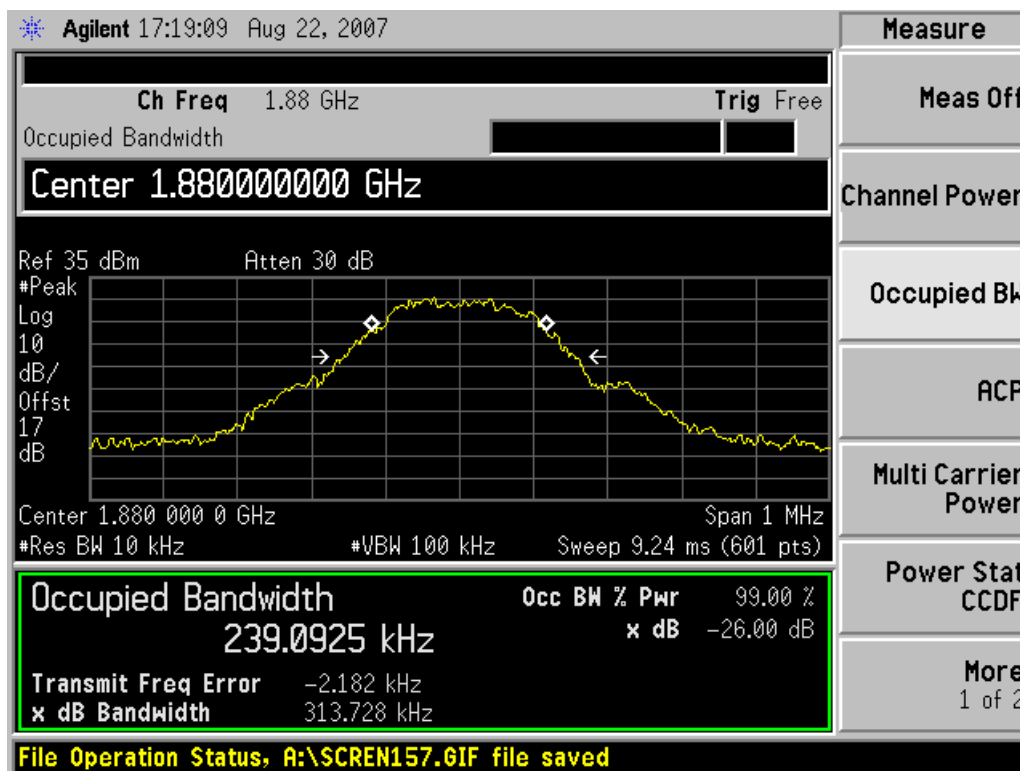 Agilent 17:19:09 Aug 22, 2007
Measure
Ch Freq 1.88 GHz Trig Free
Occupied Bandwidth
Center 1.880000000 GHz
Ref 35 dBm Atten 30 dB
#Peak
Log
10
dB/
Offst
17
dB
Center 1.880 000 0 GHz Span 1 MHz
#Res BW 10 kHz #VBW 100 kHz Sweep 9.24 ms (601 pts)
Occupied Bandwidth Occ BW % Pwr 99.00 %
239.0925 kHz x dB -26.00 dB
Transmit Freq Error -2.182 kHz
x dB Bandwidth 313.728 kHz
File Operation Status, A:\SCREN157.GIF file saved
Meas Off
Channel Power
Occupied BW
ACP
Multi Carrier
Power
Power Stat
CCDF
More
1 of 2